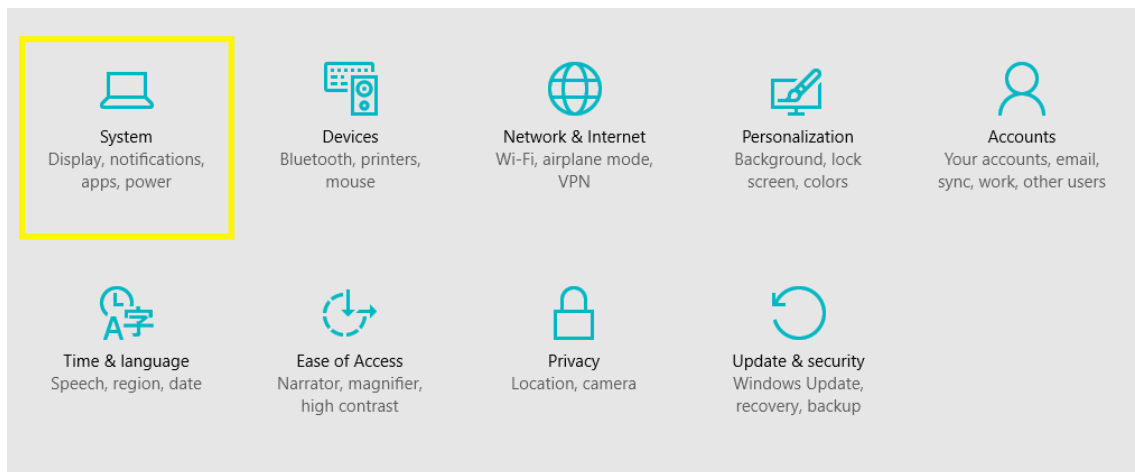 System
Display, notifications,
apps, power
Devices
Bluetooth, printers,
mouse
Network & Internet
Wi-Fi, airplane mode,
VPN
Personalization
Background, lock
screen, colors
Accounts
Your accounts, email,
sync, work, other users
A字
Time & language
Speech, region, date
Ease of Access
Narrator, magnifier,
high contrast
Privacy
Location, camera
Update & security
Windows Update,
recovery, backup